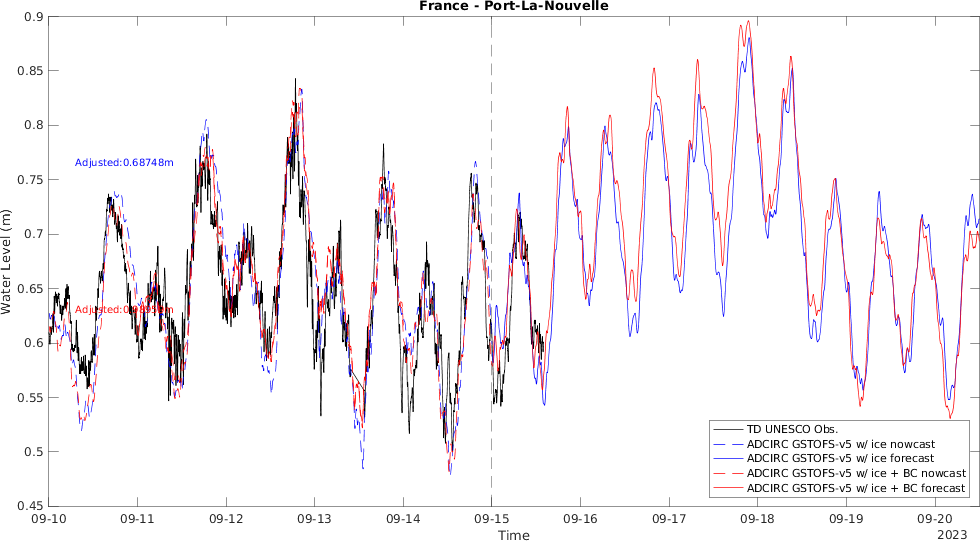 France - Port-La-Nouvelle
0.9
0.85
0.8
0.75
0.7
0.65
0.6
0.55
0.5
0.45
Water Level (m)
Adjusted:0.68748m
Adjusted:
TD UNESCO Obs.
ADCIRC GSTOFS-v5 w/ ice nowcast
ADCIRC GSTOFS-v5 w/ ice forecast
ADCIRC GSTOFS-v5 w/ ice + BC nowcast
ADCIRC GSTOFS-v5 w/ ice + BC forecast
09-10 09-11 09-12 09-13 09-14 09-15 09-16 09-17 09-18 09-19 09-20
Time
2023